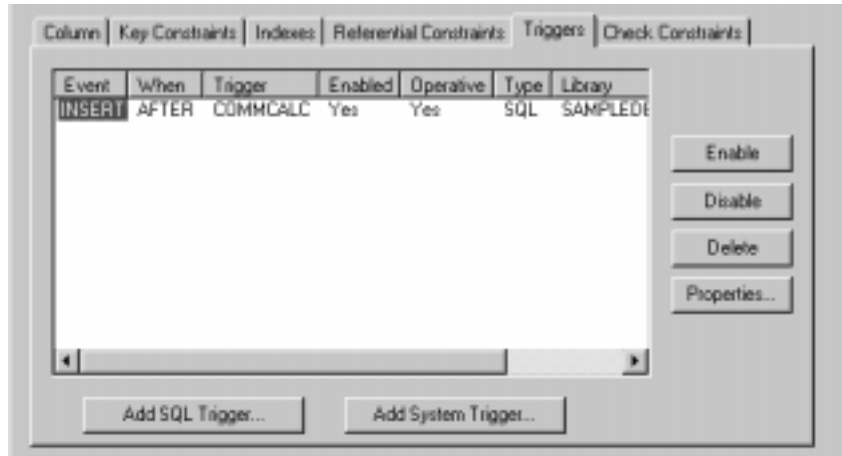 Column Key Constraints Indexes Referential Constraints Triggers Check Constraints
Event When Trigger Enabled Operative Type Library
INSERT AFTER COMMCALC Yes Yes SQL SAMPLEDE
Enable
Disable
Delete
Properties...
Add SQL Trigger... Add System Trigger...